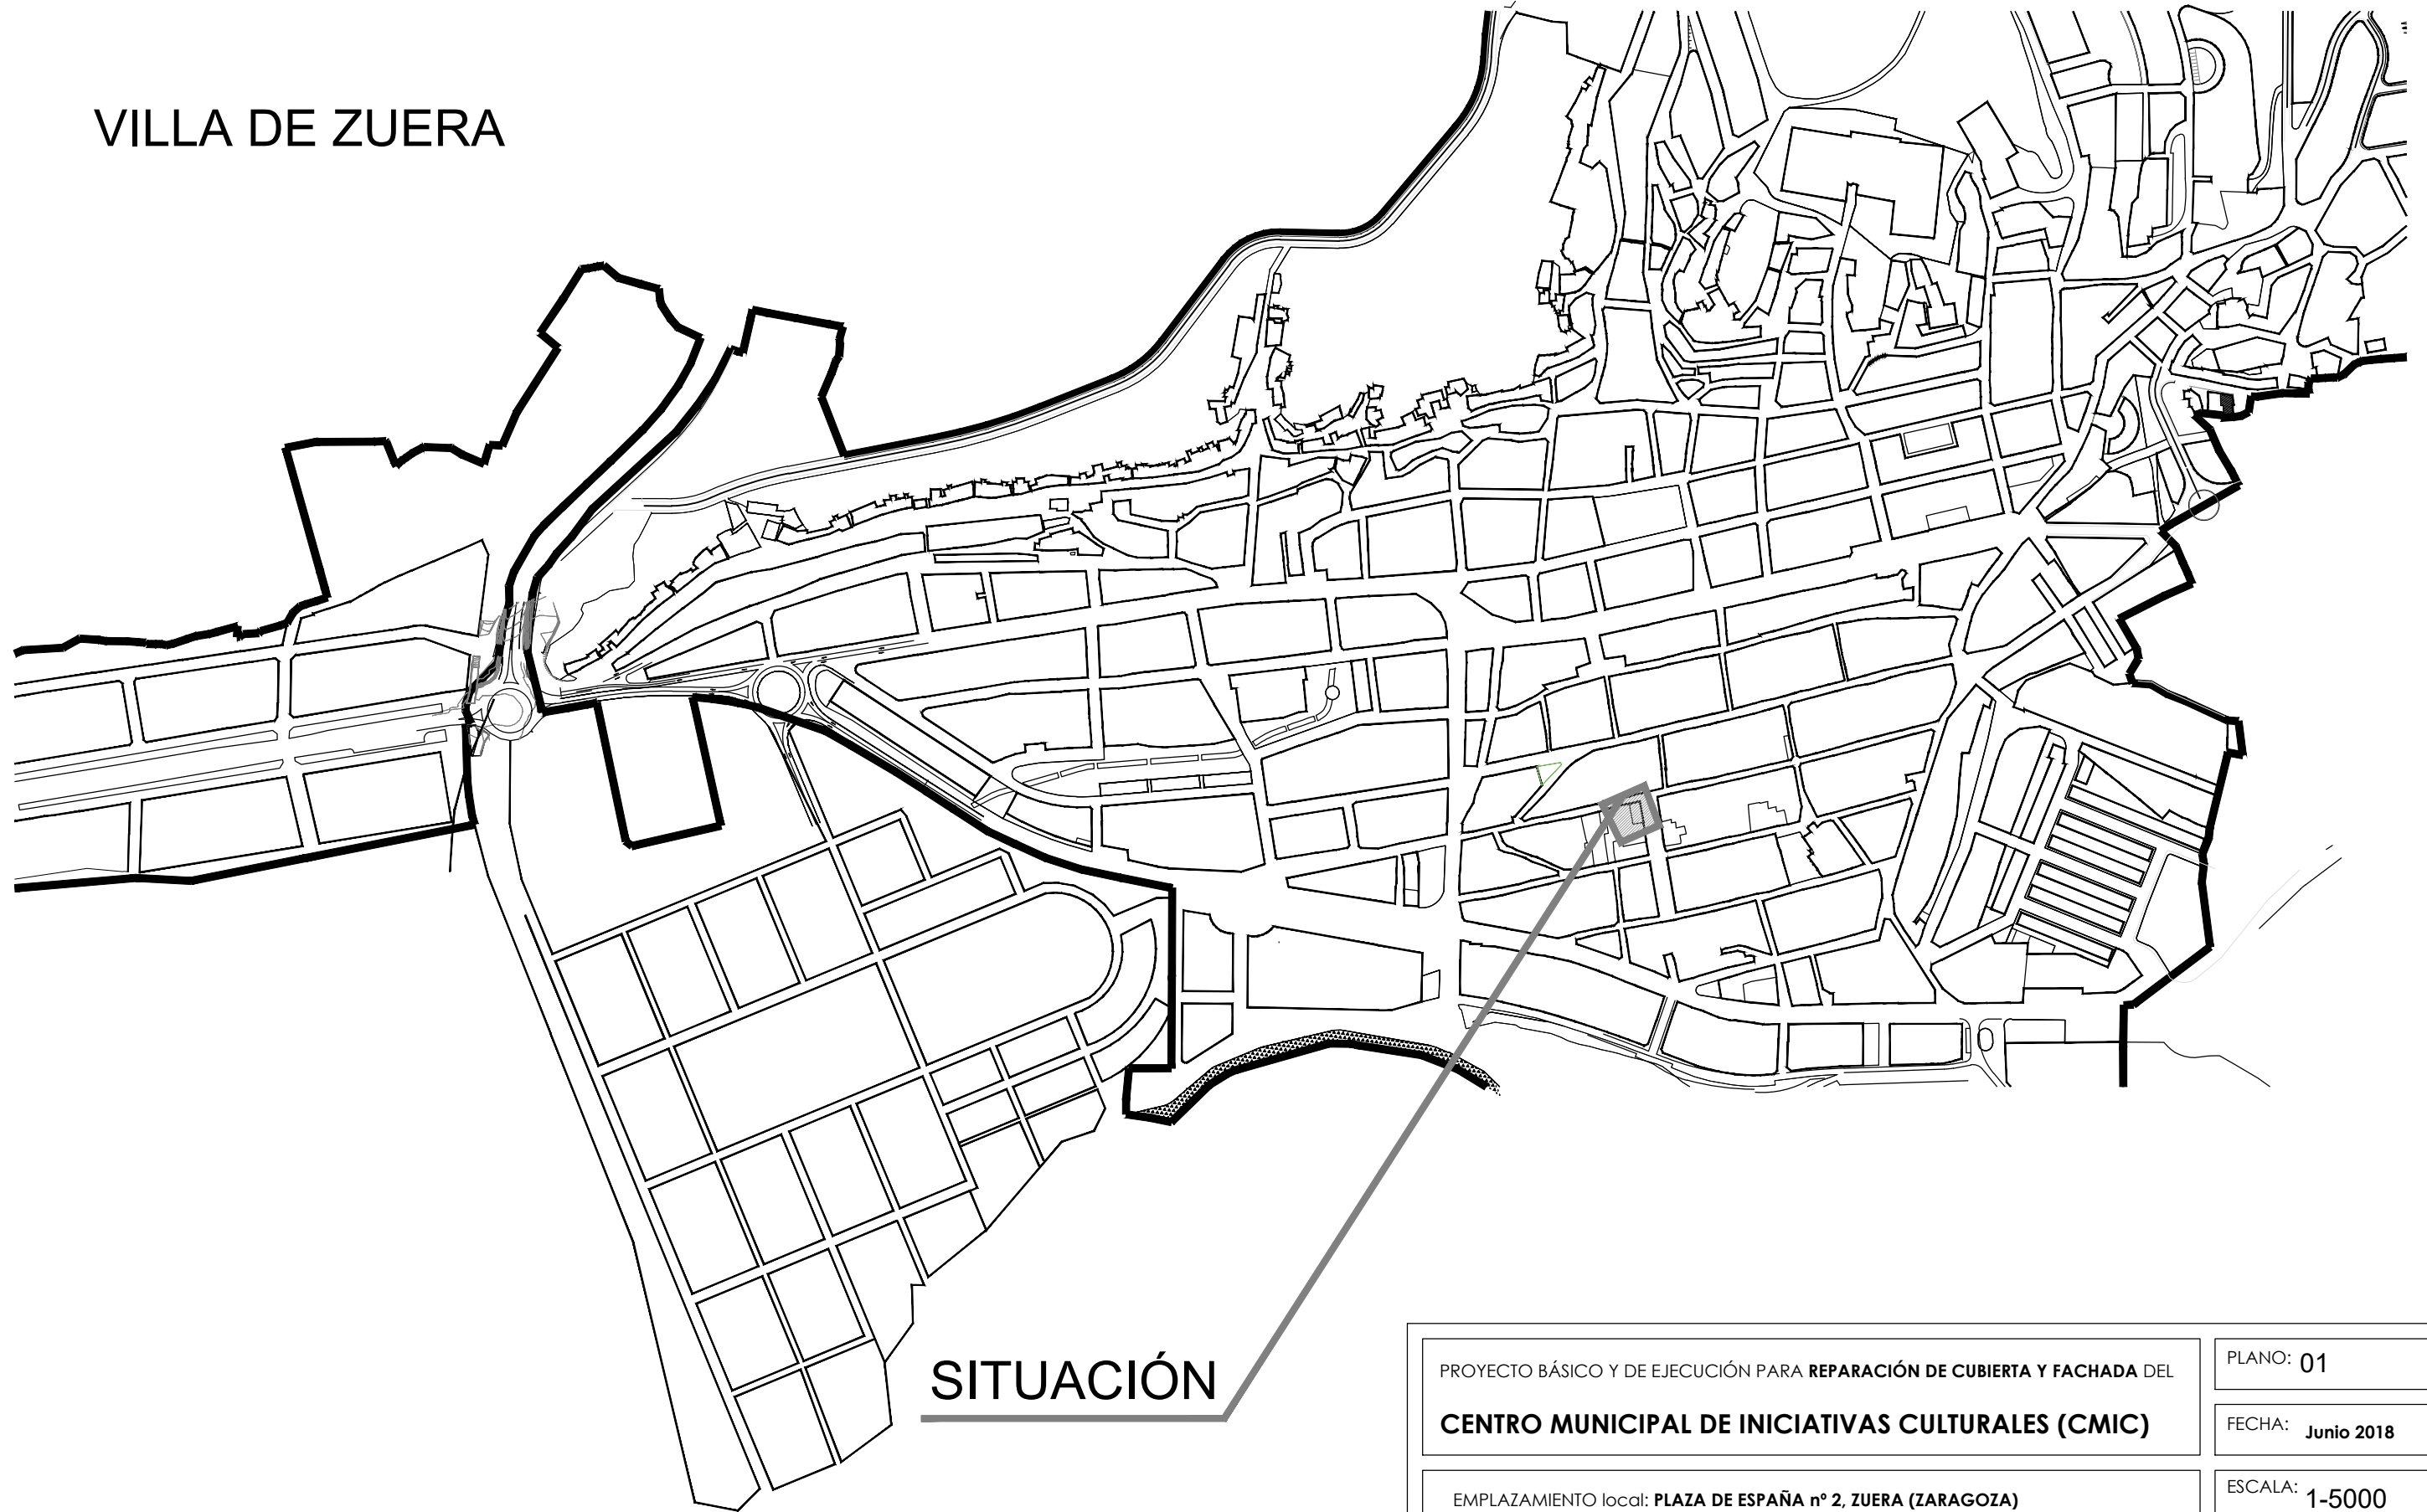 VILLA DE ZUERA
SITUACIÓN
PROYECTO BÁSICO Y DE EJECUCIÓN PARA REPARACIÓN DE CUBIERTA Y FACHADA DEL
CENTRO MUNICIPAL DE INICIATIVAS CULTURALES (CMIC)
EMPLAZAMIENTO local: PLAZA DE ESPAÑA nº 2, ZUERA (ZARAGOZA)
PLANO: 01
FECHA: Junio 2018
ESCALA: 1-5000